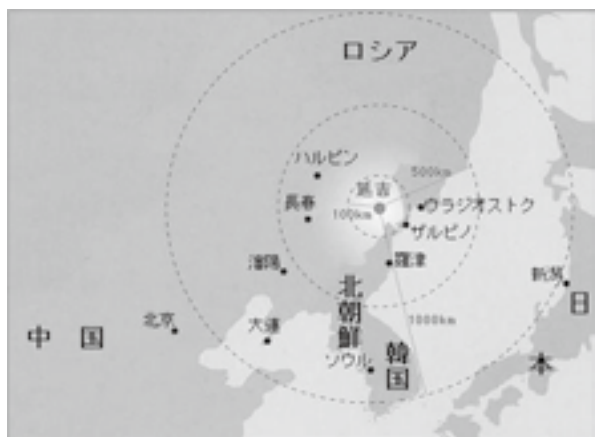 ロシア
ハルビン
500km
延吉
長春
100km
ウラジオストク
ザルビノ
瀋陽
羅津
新潟
北朝鮮
日本
北京
大連
1000km
中国
韓国
ソウル